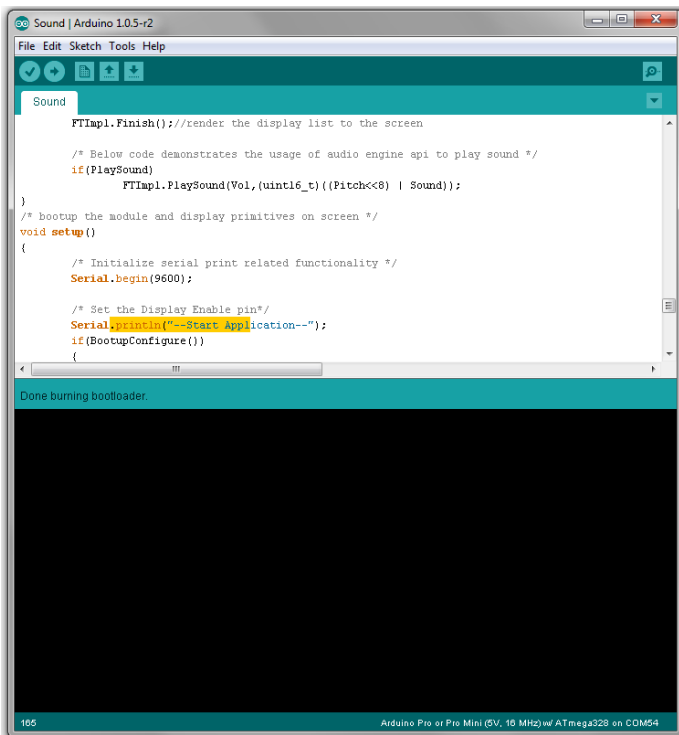 Sound | Arduino 1.0.5-r2
File Edit Sketch Tools Help
Sound
FTImpl.Finish();//render the display list to the screen
/* Below code demonstrates the usage of audio engine api to play sound */
if(PlaySound)
FTImpl.PlaySound(Vol,(uint16_t)((Pitch<<8) | Sound));
}
/* bootup the module and display primitives on screen */
void setup()
{
/* Initialize serial print related functionality */
Serial.begin(9600);
/* Set the Display Enable pin*/
Serial.println("--Start Application--");
if(BootupConfigure())
{
Done burning bootloader.
165 Arduino Pro or Pro Mini (5V, 16 MHz) w/ ATmega328 on COM54